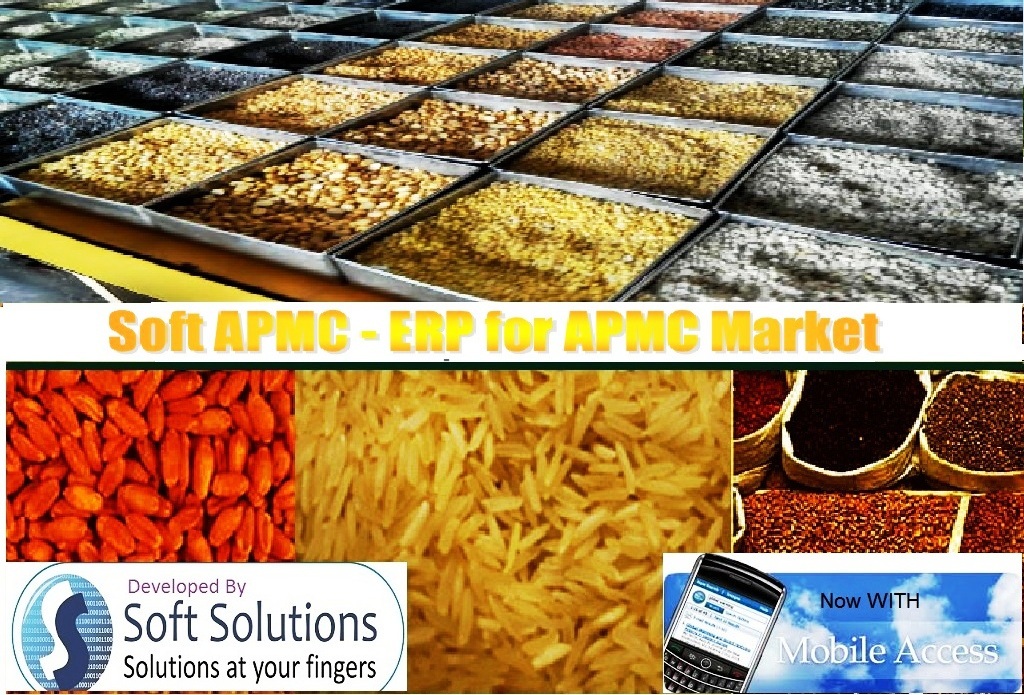 Soft APMC - ERP for APMC Market
Developed By
Soft Solutions
Solutions at your fingers
Now WITH
Mobile Access